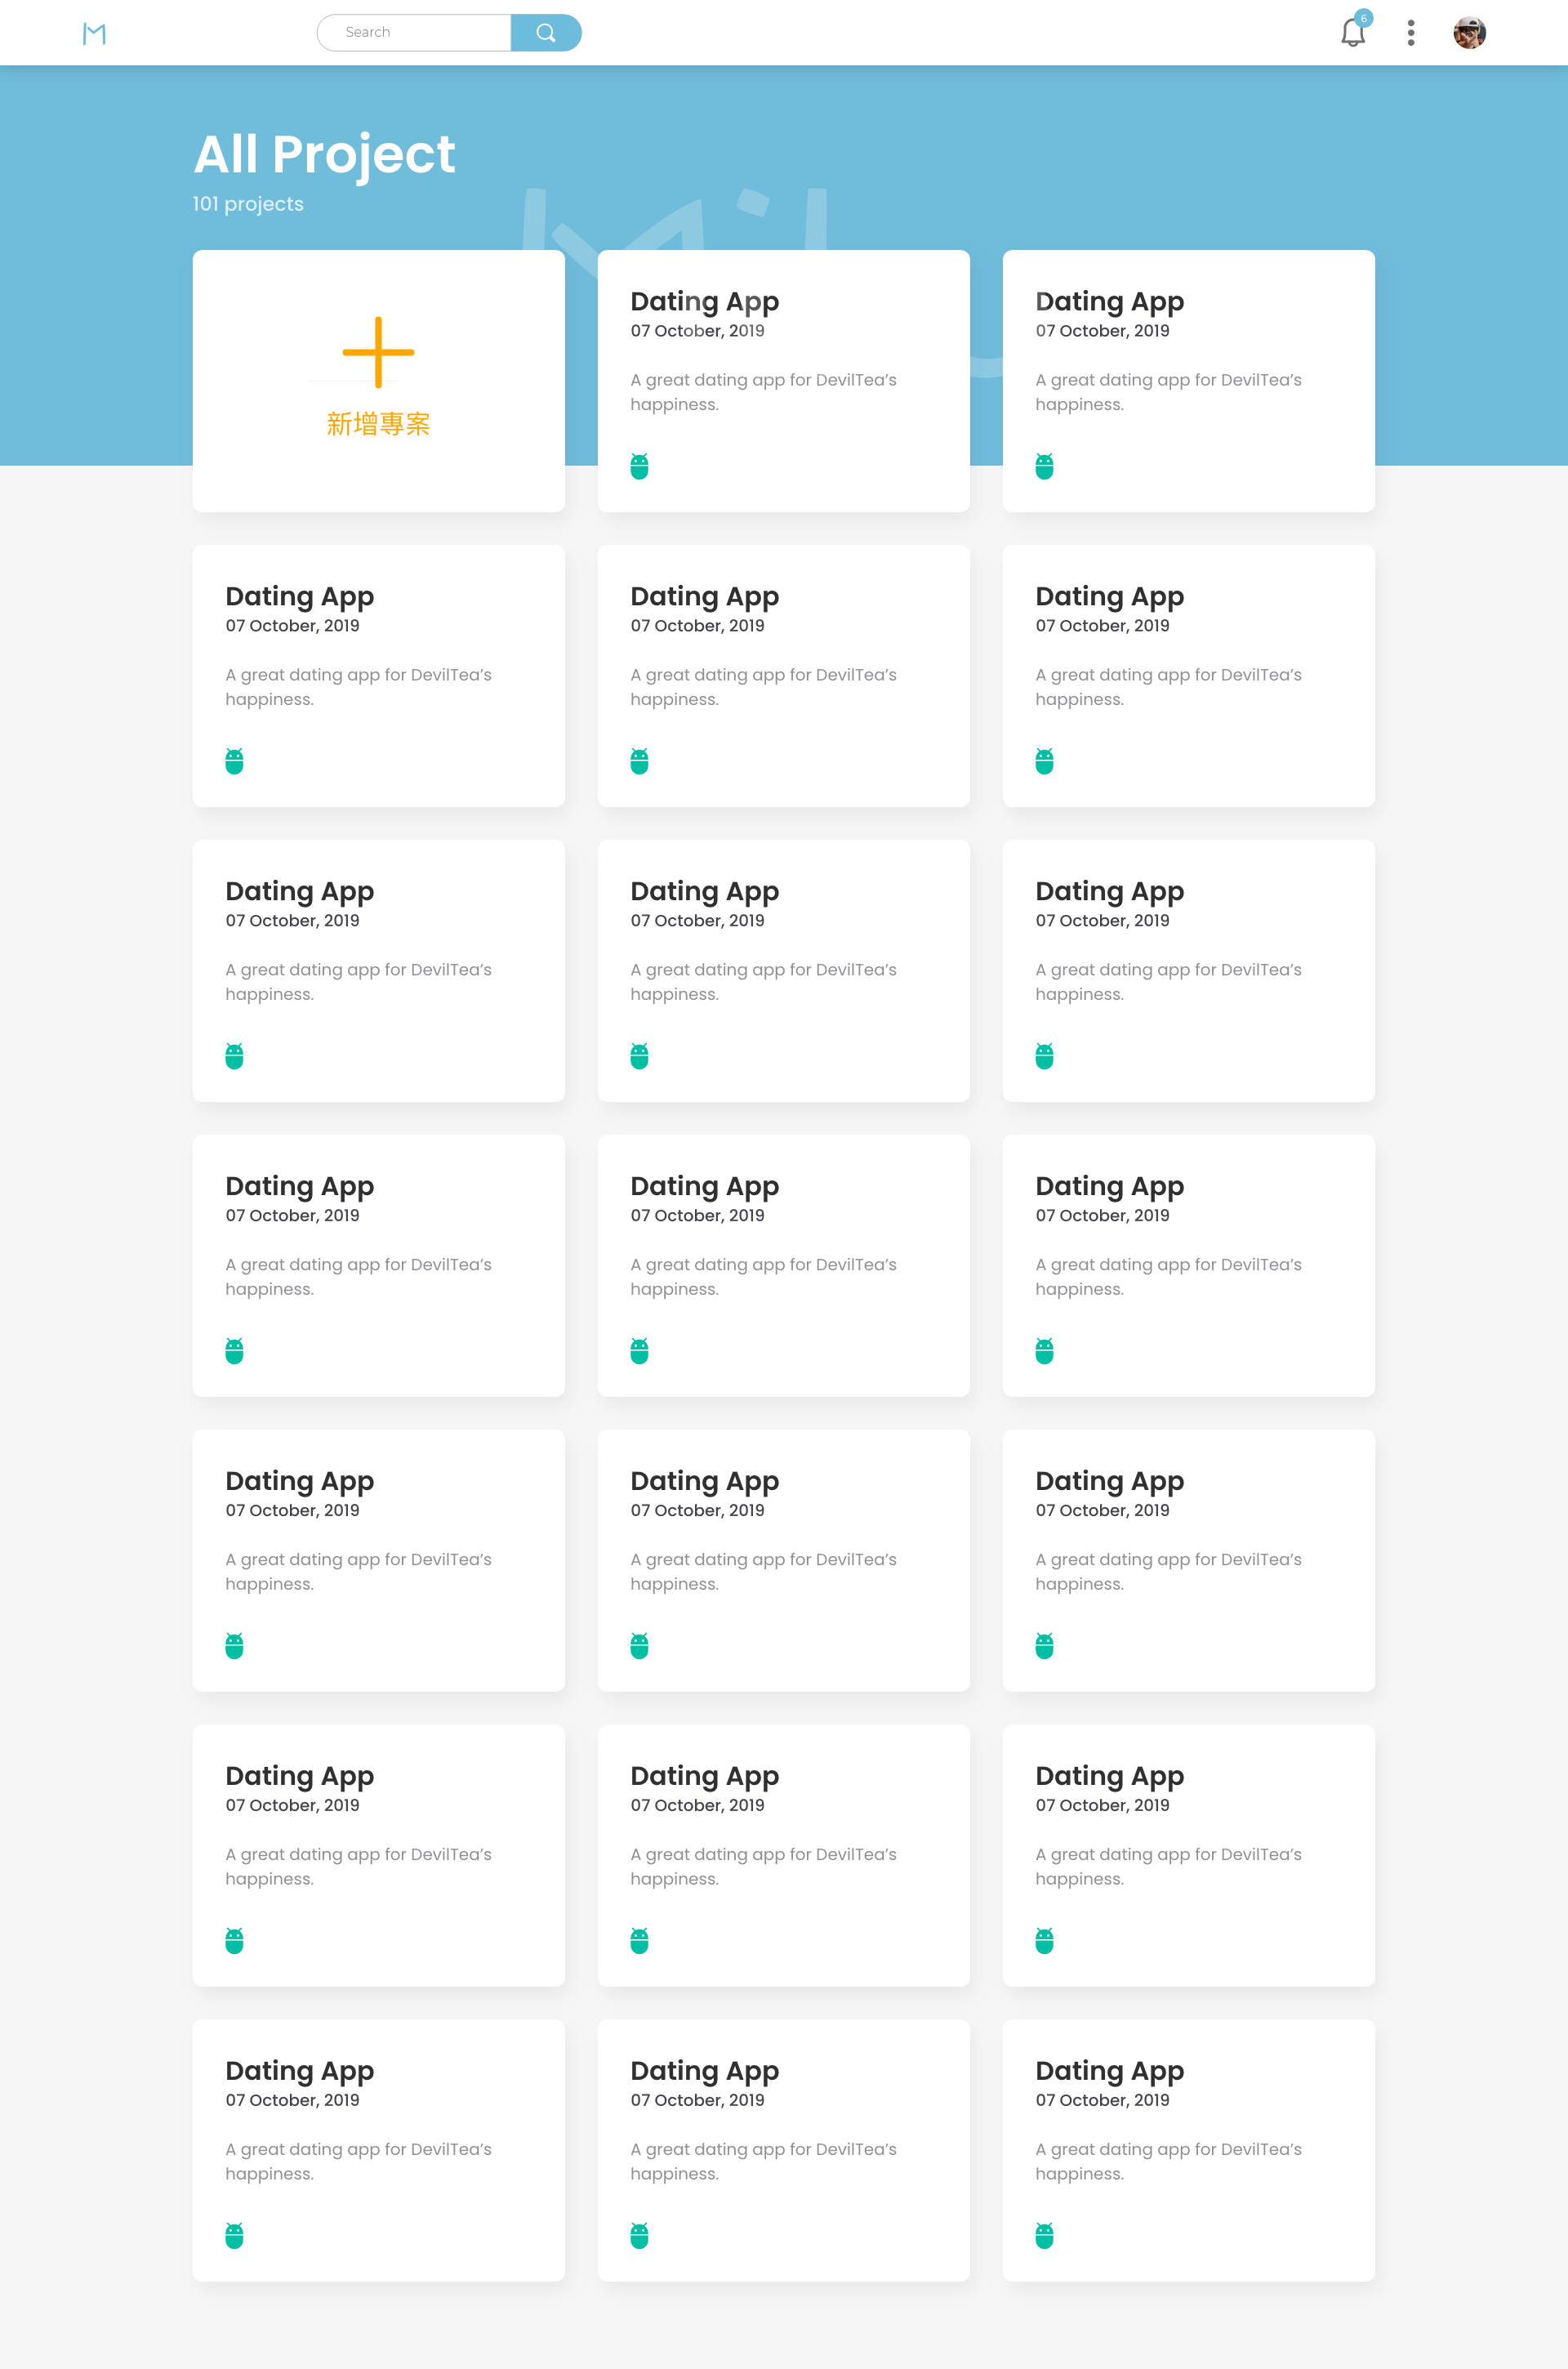 M
Search
6
All Project
101 projects
新增專案
Dating App
07 October, 2019
A great dating app for DevilTea’s
happiness.
Dating App
07 October, 2019
A great dating app for DevilTea’s
happiness.
Dating App
07 October, 2019
A great dating app for DevilTea’s
happiness.
Dating App
07 October, 2019
A great dating app for DevilTea’s
happiness.
Dating App
07 October, 2019
A great dating app for DevilTea’s
happiness.
Dating App
07 October, 2019
A great dating app for DevilTea’s
happiness.
Dating App
07 October, 2019
A great dating app for DevilTea’s
happiness.
Dating App
07 October, 2019
A great dating app for DevilTea’s
happiness.
Dating App
07 October, 2019
A great dating app for DevilTea’s
happiness.
Dating App
07 October, 2019
A great dating app for DevilTea’s
happiness.
Dating App
07 October, 2019
A great dating app for DevilTea’s
happiness.
Dating App
07 October, 2019
A great dating app for DevilTea’s
happiness.
Dating App
07 October, 2019
A great dating app for DevilTea’s
happiness.
Dating App
07 October, 2019
A great dating app for DevilTea’s
happiness.
Dating App
07 October, 2019
A great dating app for DevilTea’s
happiness.
Dating App
07 October, 2019
A great dating app for DevilTea’s
happiness.
Dating App
07 October, 2019
A great dating app for DevilTea’s
happiness.
Dating App
07 October, 2019
A great dating app for DevilTea’s
happiness.
Dating App
07 October, 2019
A great dating app for DevilTea’s
happiness.
Dating App
07 October, 2019
A great dating app for DevilTea’s
happiness.